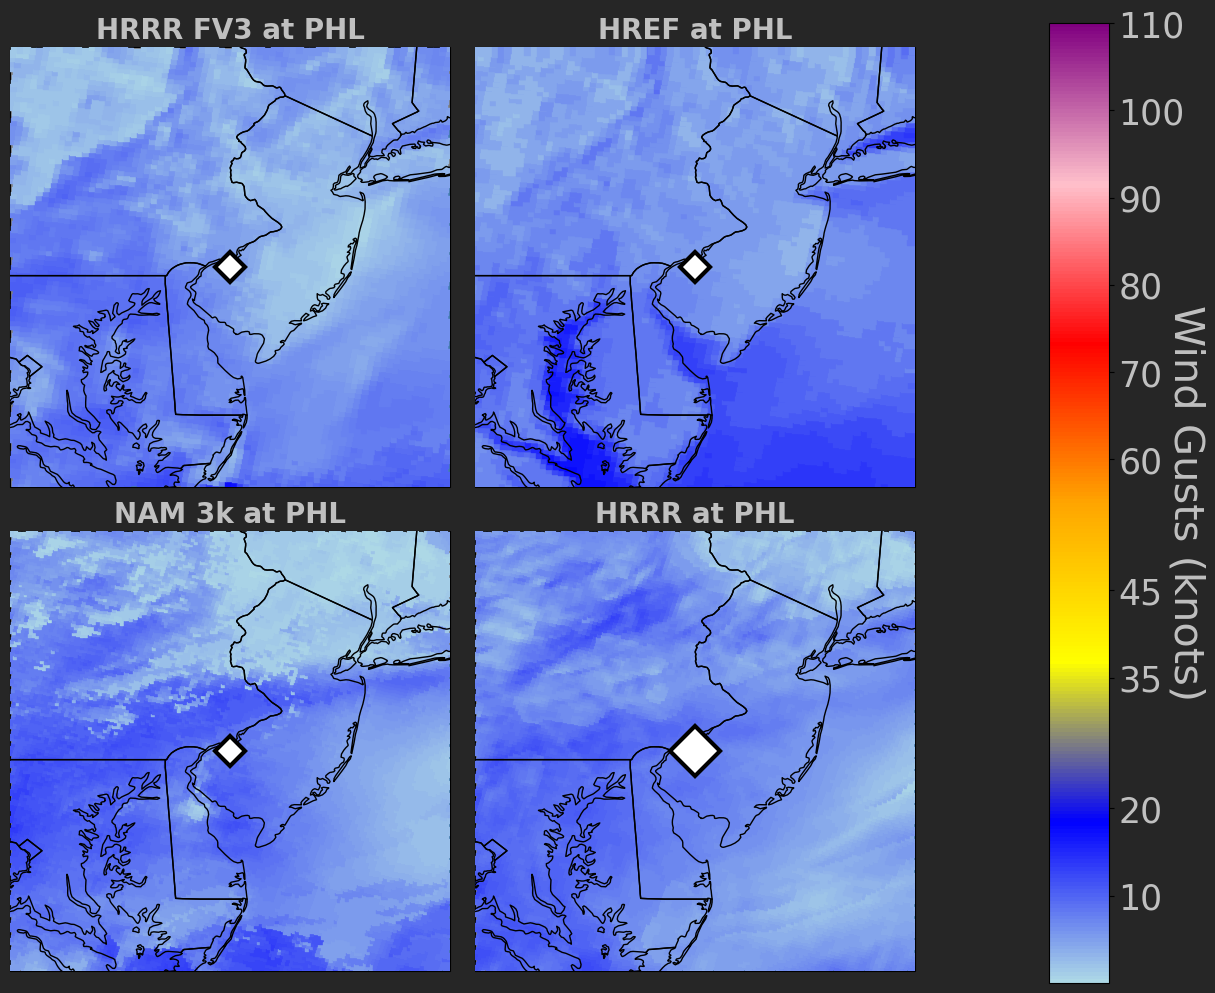 HRRR FV3 at PHL
HREF at PHL
NAM 3k at PHL
HRRR at PHL
110
100
90
80
70
60
45
35
20
10
Wind Gusts (knots)